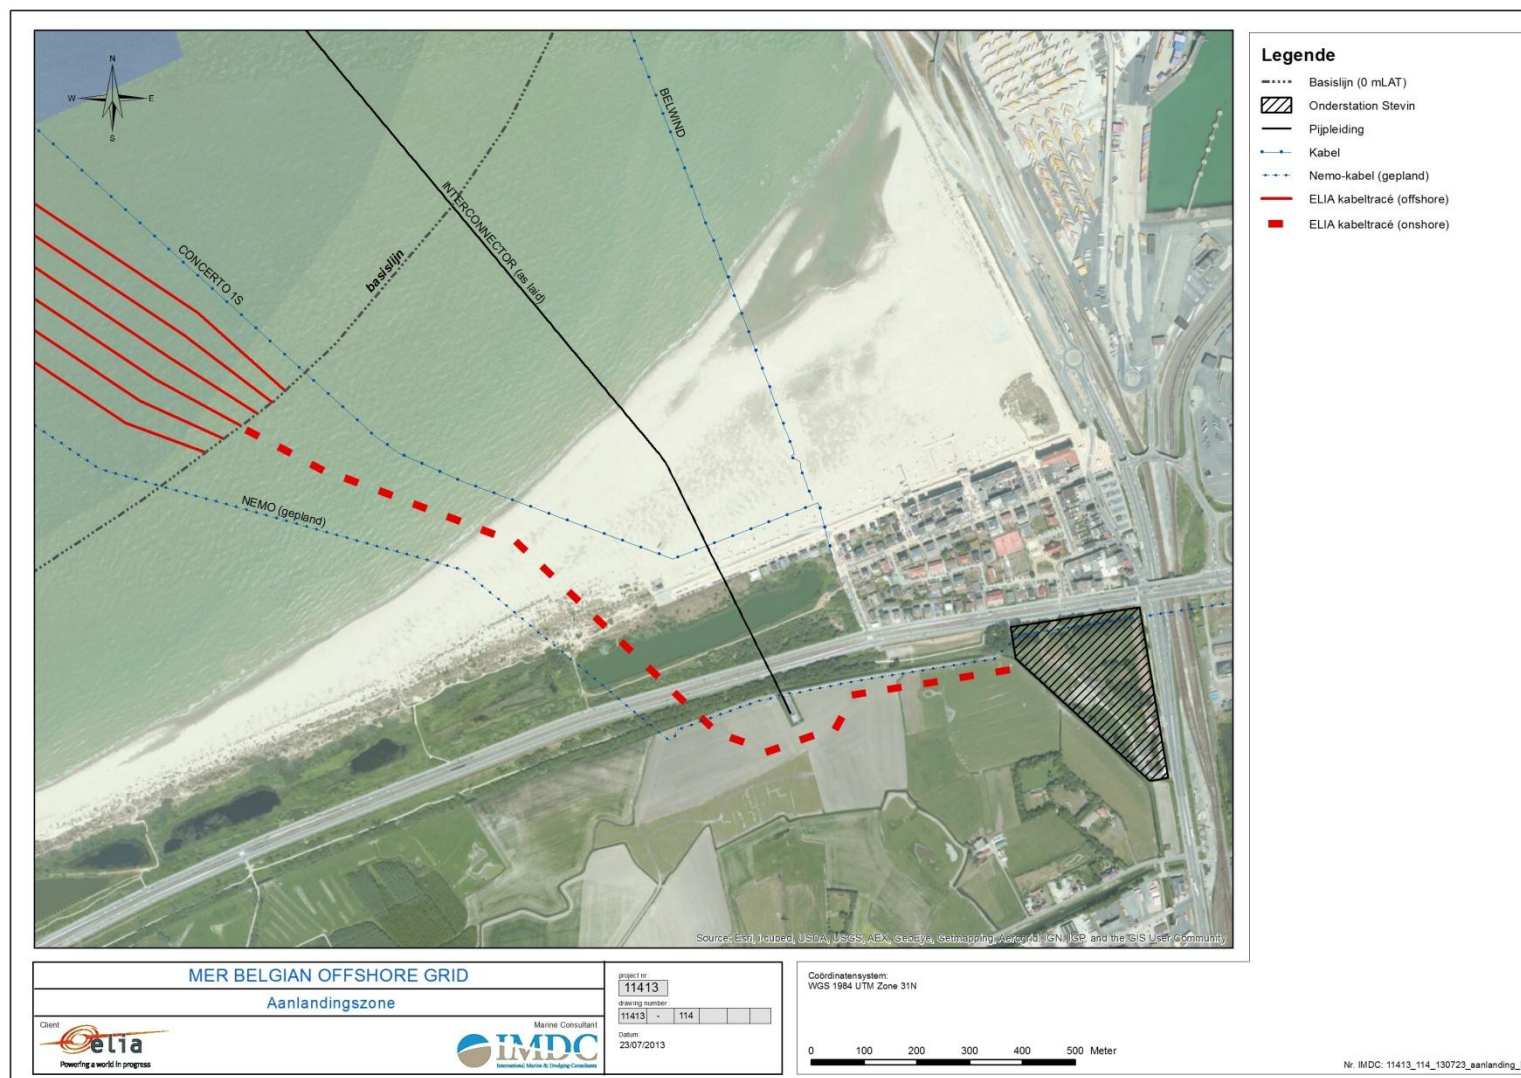 N
W E
S
BELWIND
INTERCONNECTOR (as laid)
CONCERTO 1S
basislijn
NEMO (gepland)
Source: Esri, i-cubed, USDA, USGS, AEX, GeoEye, Getmapping, Aerogrid, IGN, IGP, and the GIS User Community
Legende
Basislijn (0 mLAT)
Onderstation Stevin
Pijpleiding
Kabel
Nemo-kabel (gepland)
ELIA kabeltracé (offshore)
ELIA kabeltracé (onshore)
MER BELGIAN OFFSHORE GRID
Aanlandingszone
Client
elia
Powering a world in progress
Marine Consultant
IMDC
International Marine & Dredging Consultants
project nr:
11413
drawing number:
11413 - 114
Datum:
23/07/2013
Coördinatensysteem:
WGS 1984 UTM Zone 31N
0 100 200 300 400 500 Meter
Nr. IMDC: 11413_114_130723_aanlanding_